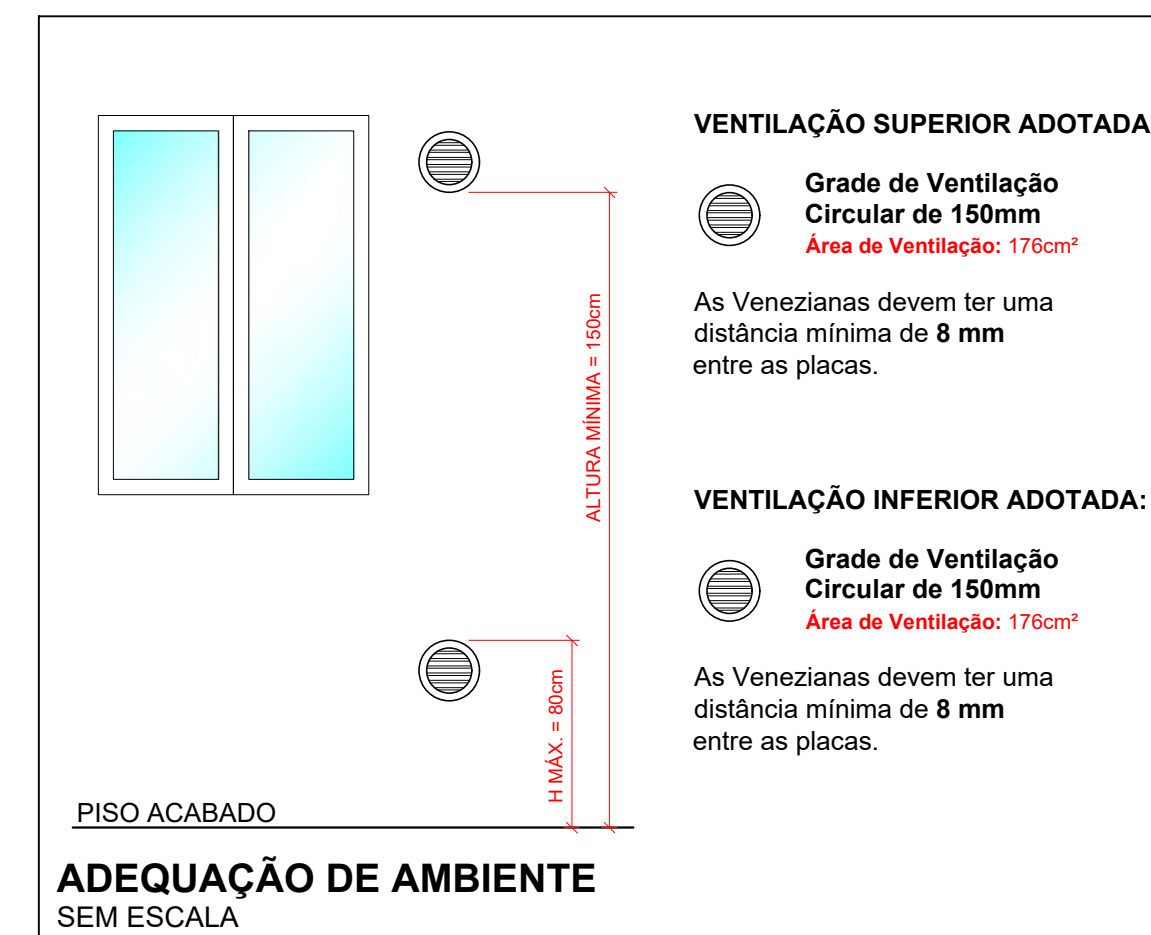 VENTILAÇÃO SUPERIOR ADOTADA
Grade de Ventilação
Circular de 150mm
Área de Ventilação: 176cm²
As Venezianas devem ter uma
distância mínima de 8 mm
entre as placas.
ALTURA MÍNIMA = 150cm
VENTILAÇÃO INFERIOR ADOTADA:
Grade de Ventilação
Circular de 150mm
Área de Ventilação: 176cm²
As Venezianas devem ter uma
distância mínima de 8 mm
entre as placas.
H MÁX. = 80cm
PISO ACABADO
ADEQUAÇÃO DE AMBIENTE
SEM ESCALA